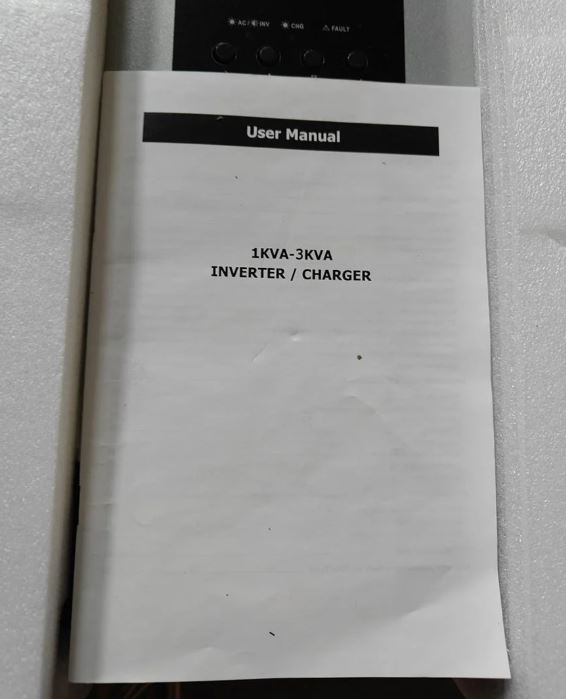 AC/ INV CHG FAULT
User Manual
1KVA-3KVA
INVERTER / CHARGER